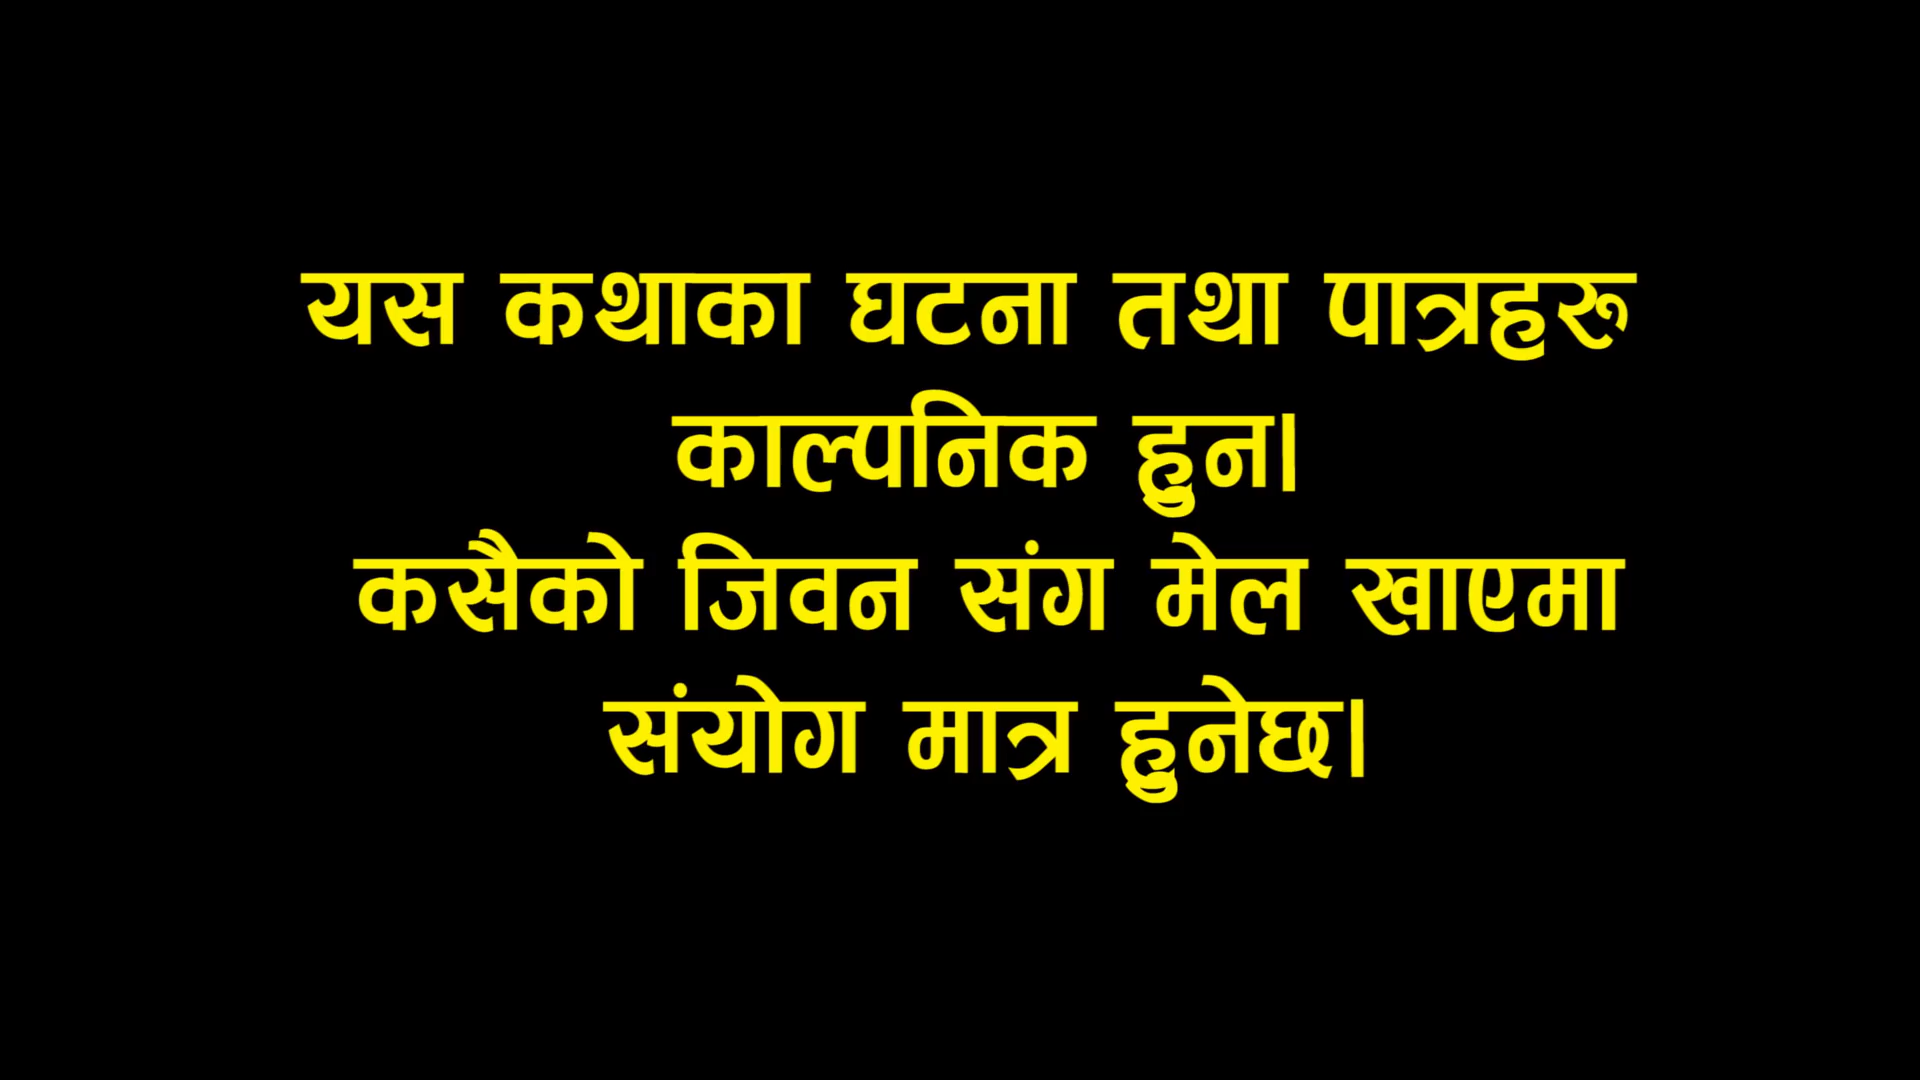 यस कथाका घटना तथा पात्रहरू
काल्पनिक हुन।
कसैको जिवन संग मेल खाएमा
संयोग मात्र हुनेछ।